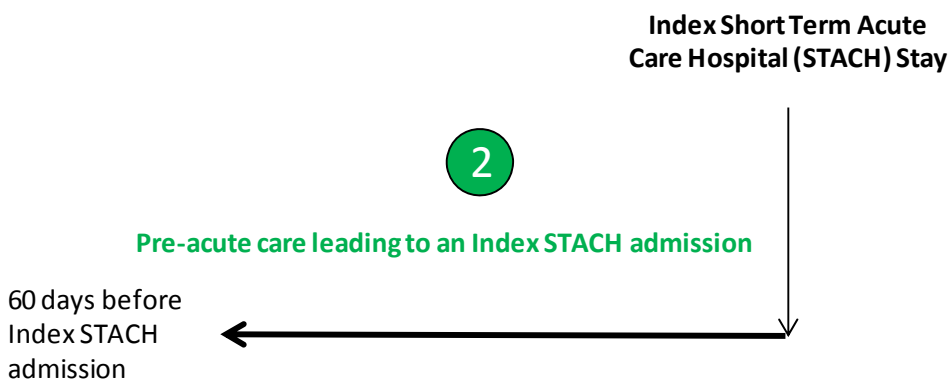 Index Short Term Acute
Care Hospital (STACH) Stay
2
Pre-acute care leading to an Index STACH admission
60 days before
Index STACH
admission